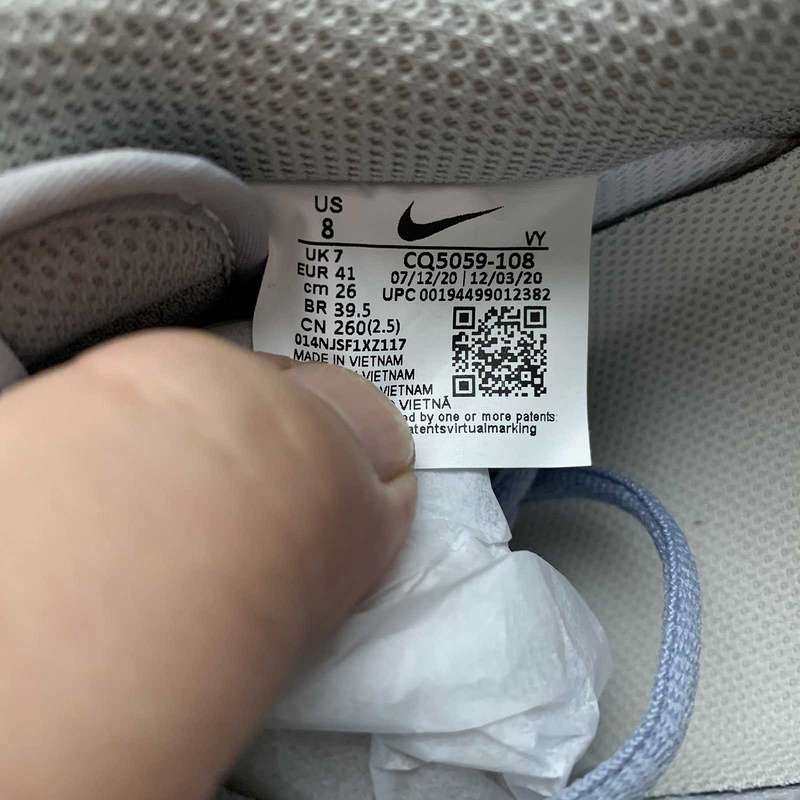 US
8
VY
UK 7
EUR 41
cm 26
BR 39.5
CN 260(2.5)
014NJSF1XZ117
CQ5059-108
07/12/20 | 12/03/20
UPC 00194499012382
MADE IN VIETNAM
VIETNAM
VIETNÃ
by one or more patents